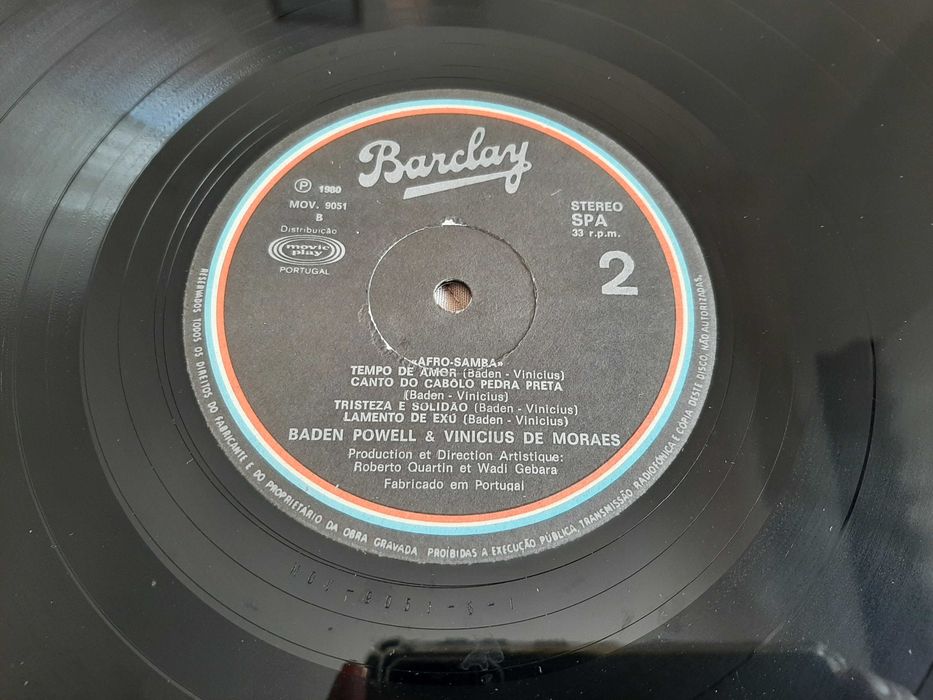 Barclay
Ⓟ 1980
MOV. 9051
B
Distribuição
movie play
PORTUGAL
STEREO
SPA
33 r.p.m.
2
«AFRO-SAMBA»
TEMPO DE AMOR (Baden - Vinicius)
CANTO DO CABÔLO PEDRA PRETA
(Baden - Vinicius)
TRISTEZA E SOLIDÃO (Baden - Vinicius)
LAMENTO DE EXÚ (Baden - Vinicius)
BADEN POWELL & VINICIUS DE MORAES
Production et Direction Artistique:
Roberto Quartin et Wadi Gebara
Fabricado em Portugal
RESERVADOS TODOS OS DIREITOS DO FABRICANTE E DO PROPRIETÁRIO DA OBRA GRAVADA PROIBIDAS A EXECUÇÃO PÚBLICA, TRANSMISSÃO RADIOFÓNICA E CÓPIA DESTE DISCO, NÃO AUTORIZADAS.